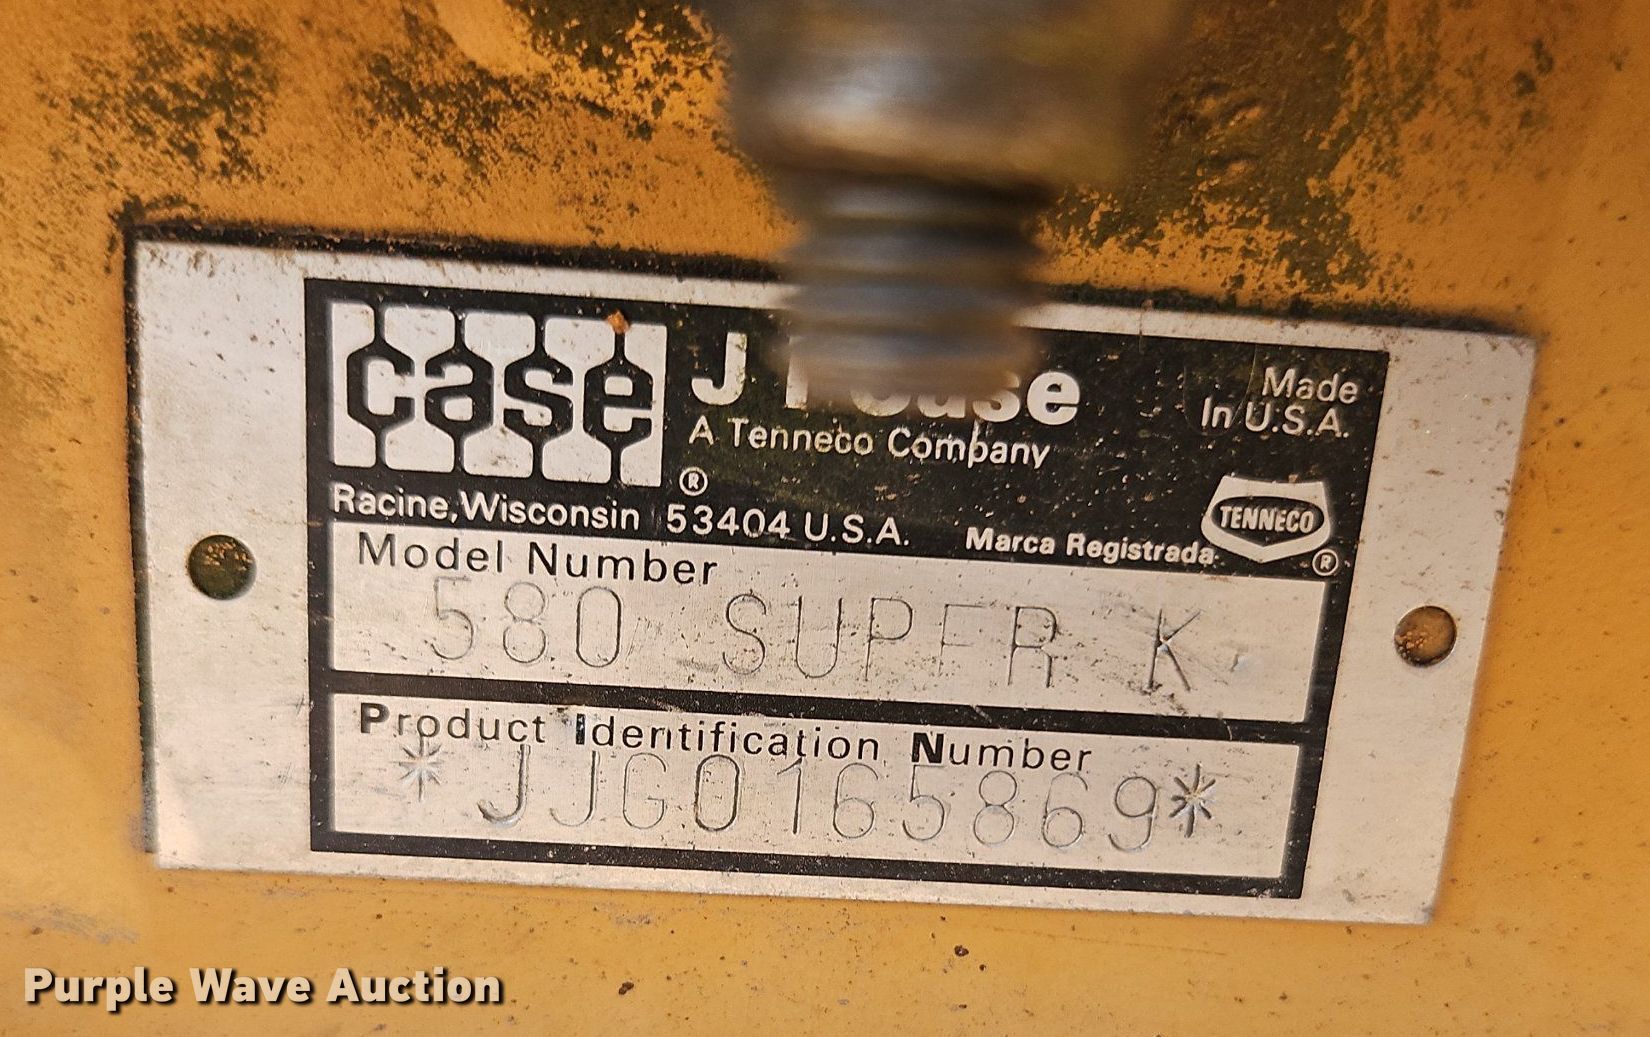 case
J I Case
Made
In U.S.A.
A Tenneco Company
®
Racine, Wisconsin 53404 U.S.A.
Marca Registrada
TENNECO
®
Model Number
580 SUPER K
Product Identification Number
*JJG0165869*
Purple Wave Auction